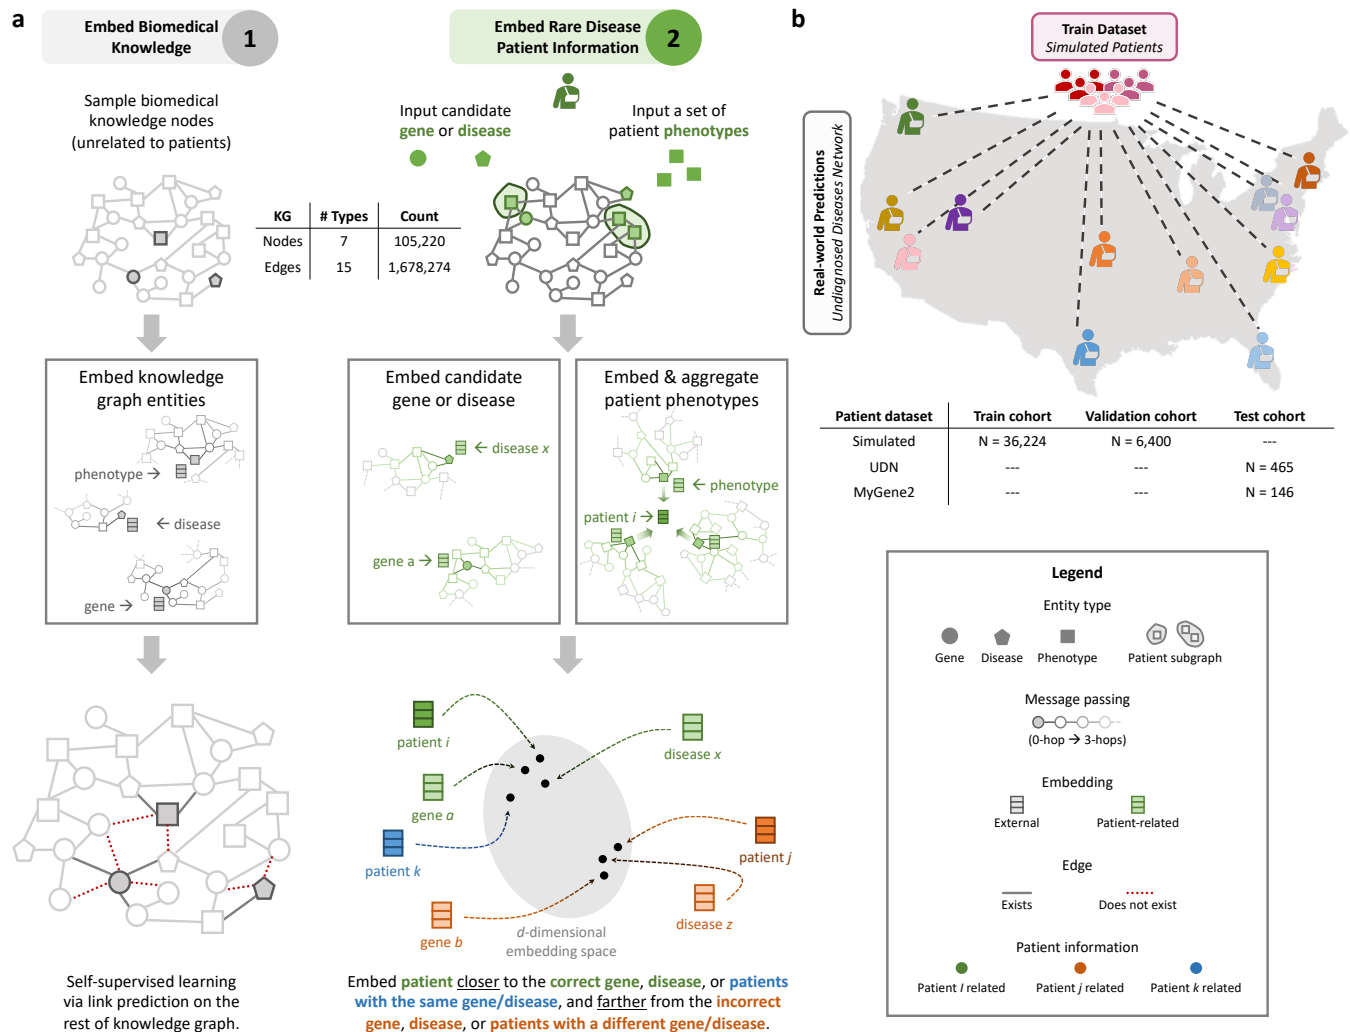 a
Embed Biomedical
Knowledge
1
Sample biomedical
knowledge nodes
(unrelated to patients)
KG # Types Count
Nodes 7 105,220
Edges 15 1,678,274
Embed knowledge
graph entities
phenotype →
← disease
gene →
Self-supervised learning
via link prediction on the
rest of knowledge graph.
Embed Rare Disease
Patient Information
2
Input candidate
gene or disease
Input a set of
patient phenotypes
Embed candidate
gene or disease
← disease x
gene a →
Embed & aggregate
patient phenotypes
← phenotype
patient i →
patient i
disease x
gene a
patient k
patient j
disease z
gene b
d-dimensional
embedding space
Embed patient closer to the correct gene, disease, or patients
with the same gene/disease, and farther from the incorrect
gene, disease, or patients with a different gene/disease.
b
Train Dataset
Simulated Patients
Real-world Predictions
Undiagnosed Diseases Network
Patient dataset Train cohort Validation cohort Test cohort
Simulated N = 36,224 N = 6,400 ---
UDN --- --- N = 465
MyGene2 --- --- N = 146
Legend
Entity type
Gene Disease Phenotype Patient subgraph
Message passing
(0-hop → 3-hops)
Embedding
External Patient-related
Edge
Exists Does not exist
Patient information
Patient I related Patient j related Patient k related